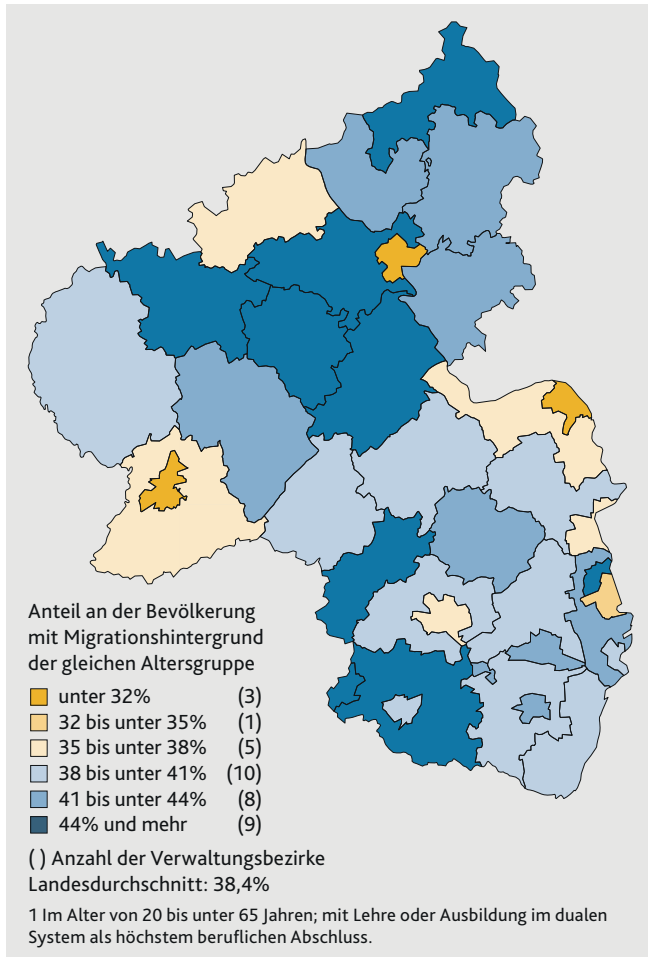 Anteil an der Bevölkerung
mit Migrationshintergrund
der gleichen Altersgruppe
unter 32% (3)
32 bis unter 35% (1)
35 bis unter 38% (5)
38 bis unter 41% (10)
41 bis unter 44% (8)
44% und mehr (9)
( ) Anzahl der Verwaltungsbezirke
Landesdurchschnitt: 38,4%
1 Im Alter von 20 bis unter 65 Jahren; mit Lehre oder Ausbildung im dualen
System als höchstem beruflichen Abschluss.